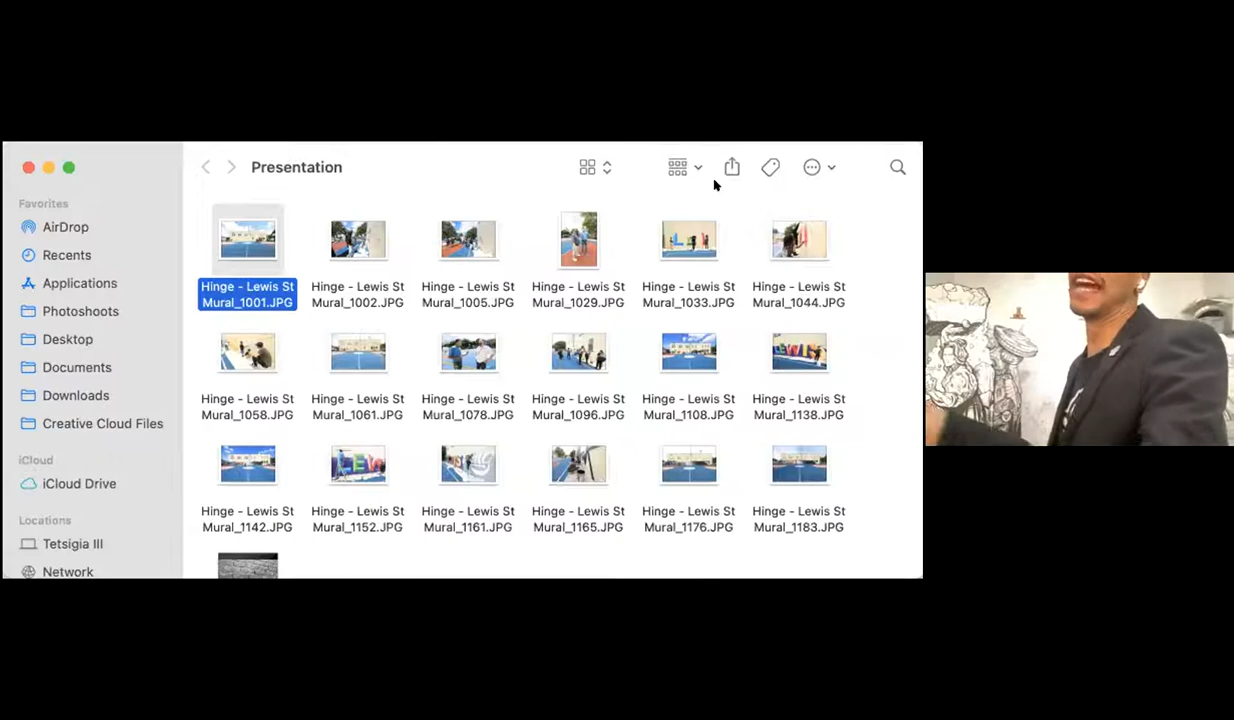 Presentation
Favorites
AirDrop
Recents
Applications
Photoshoots
Desktop
Documents
Downloads
Creative Cloud Files
iCloud
iCloud Drive
Locations
Tetsigia III
Network
Hinge - Lewis St
Mural_1001.JPG
Hinge - Lewis St
Mural_1002.JPG
Hinge - Lewis St
Mural_1005.JPG
Hinge - Lewis St
Mural_1029.JPG
Hinge - Lewis St
Mural_1033.JPG
Hinge - Lewis St
Mural_1044.JPG
Hinge - Lewis St
Mural_1058.JPG
Hinge - Lewis St
Mural_1061.JPG
Hinge - Lewis St
Mural_1078.JPG
Hinge - Lewis St
Mural_1096.JPG
Hinge - Lewis St
Mural_1108.JPG
Hinge - Lewis St
Mural_1138.JPG
Hinge - Lewis St
Mural_1142.JPG
Hinge - Lewis St
Mural_1152.JPG
Hinge - Lewis St
Mural_1161.JPG
Hinge - Lewis St
Mural_1165.JPG
Hinge - Lewis St
Mural_1176.JPG
Hinge - Lewis St
Mural_1183.JPG